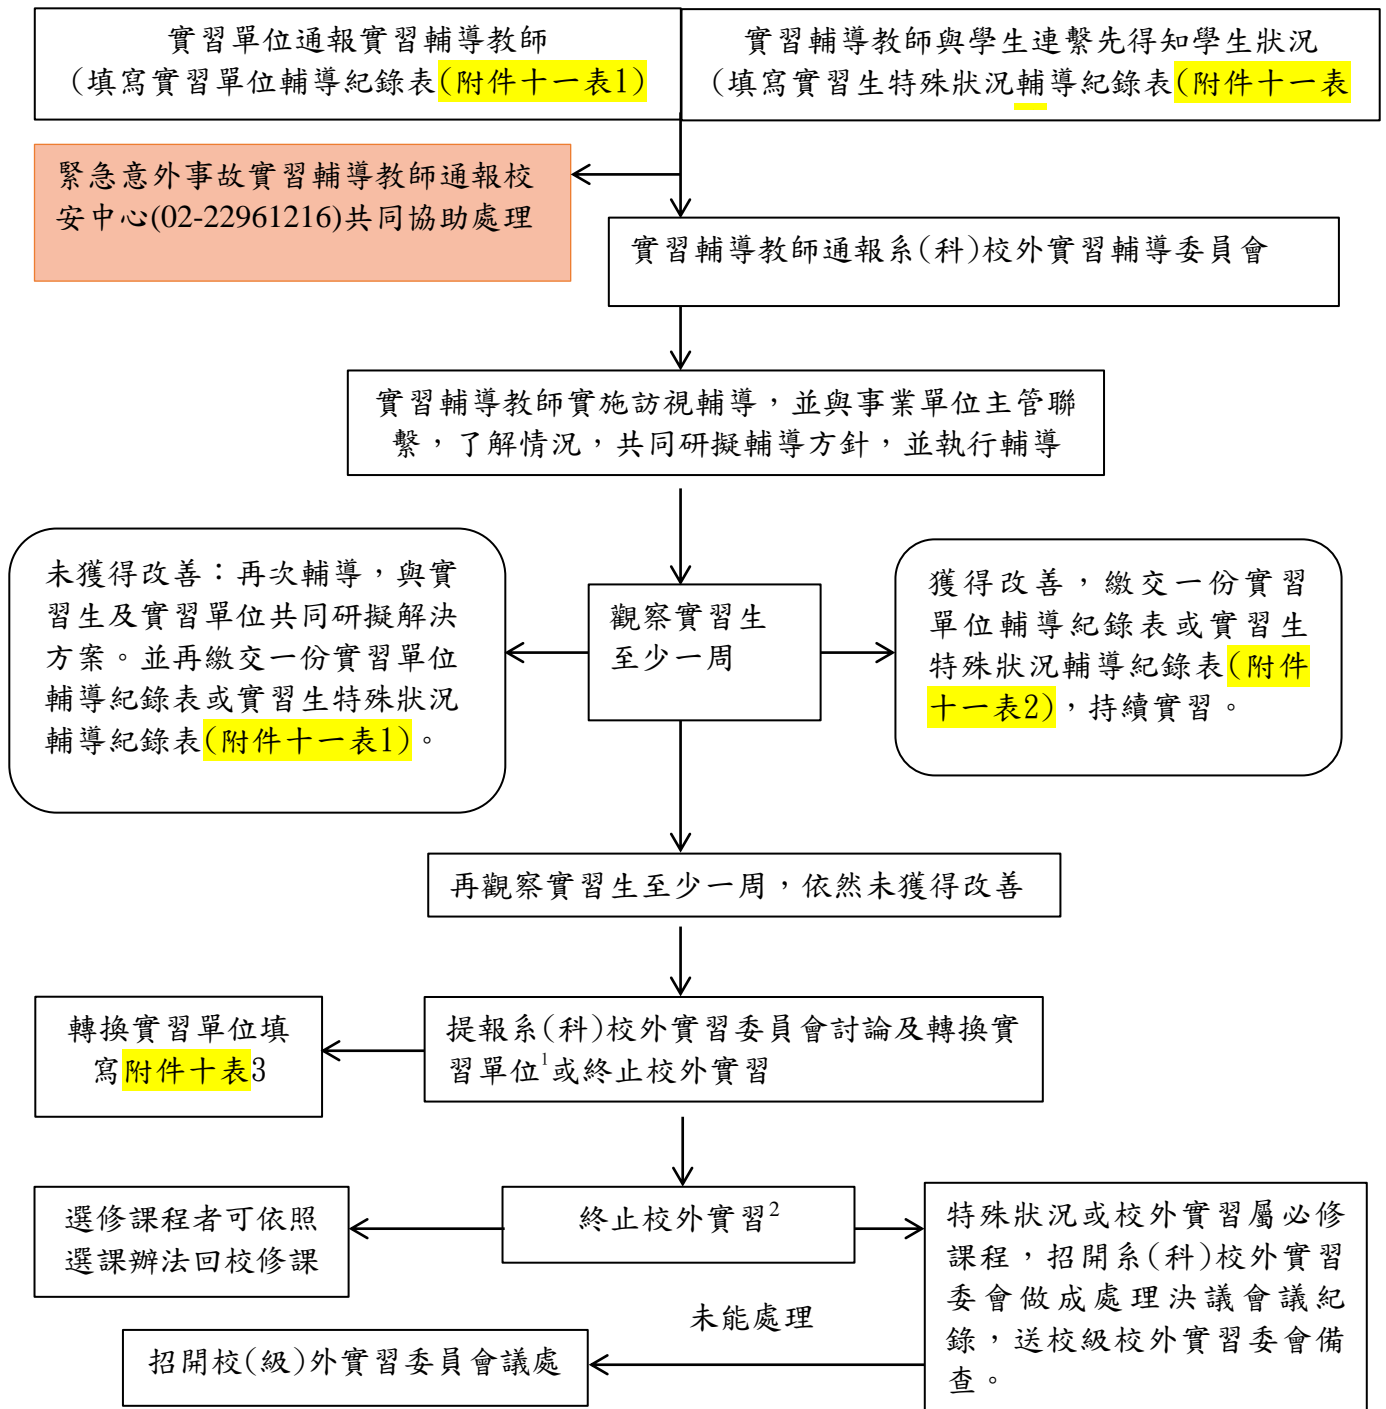 實習單位通報實習輔導教師
(填寫實習單位輔導紀錄表(附件十一表1)
實習輔導教師與學生連繫先得知學生狀況
(填寫實習生特殊狀況輔導紀錄表(附件十一表
緊急意外事故實習輔導教師通報校
安中心(02-22961216)共同協助處理
實習輔導教師通報系(科)校外實習輔導委員會
實習輔導教師實施訪視輔導，並與事業單位主管聯
繫，了解情況，共同研擬輔導方針，並執行輔導
未獲得改善：再次輔導，與實
習生及實習單位共同研擬解決
方案。並再繳交一份實習單位
輔導紀錄表或實習生特殊狀況
輔導紀錄表(附件十一表1)。
觀察實習生
至少一周
獲得改善，繳交一份實習
單位輔導紀錄表或實習生
特殊狀況輔導紀錄表(附件
十一表2)，持續實習。
再觀察實習生至少一周，依然未獲得改善
轉換實習單位填
寫附件十表3
提報系(科)校外實習委員會討論及轉換實
習單位1或終止校外實習
選修課程者可依照
選課辦法回校修課
終止校外實習2
特殊狀況或校外實習屬必修
課程，招開系(科)校外實習
委會做成處理決議會議紀
錄，送校級校外實習委會備
查。
未能處理
招開校(級)外實習委員會議處